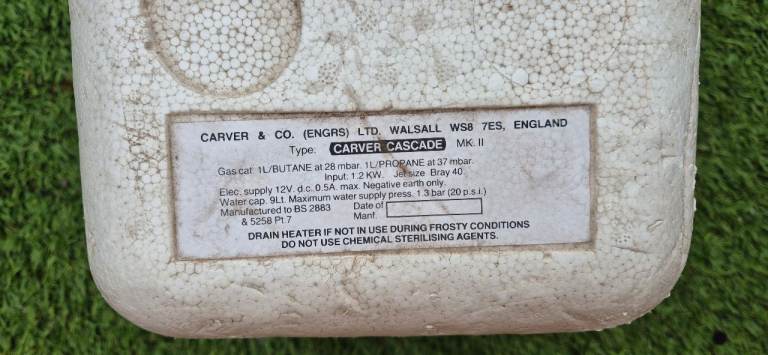 CARVER & CO. (ENGRS) LTD. WALSALL WS8 7ES, ENGLAND
Type: CARVER CASCADE MK. II
Gas cat. 1L/BUTANE at 28 mbar. 1L/PROPANE at 37 mbar.
Input: 1.2 KW. Jet size Bray 40.
Elec. supply 12V. d.c. 0.5A. max. Negative earth only.
Water cap. 9Lt. Maximum water supply press. 1.3 bar (20 p.s.i.)
Manufactured to BS 2883 Date of
& 5258 Pt.7 Manf.
DRAIN HEATER IF NOT IN USE DURING FROSTY CONDITIONS
DO NOT USE CHEMICAL STERILISING AGENTS.